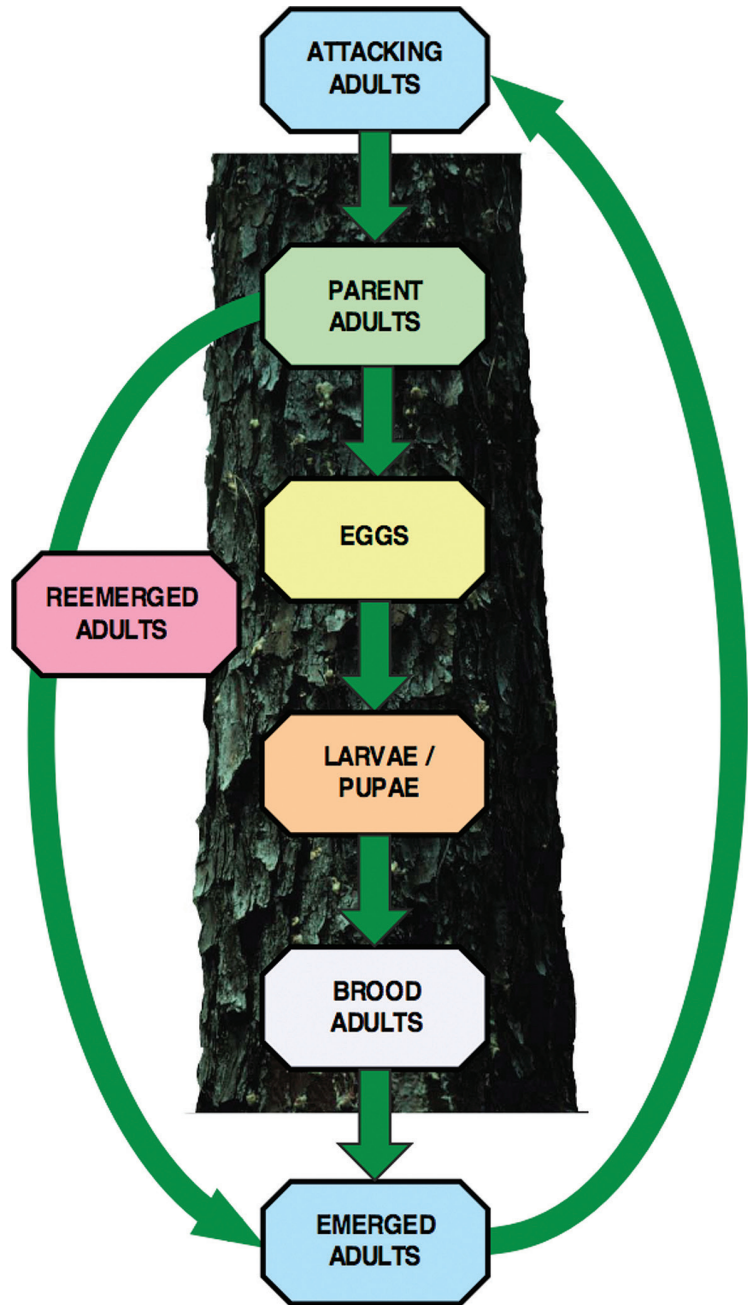 ATTACKING
ADULTS
PARENT
ADULTS
EGGS
REEMERGED
ADULTS
LARVAE /
PUPAE
BROOD
ADULTS
EMERGED
ADULTS